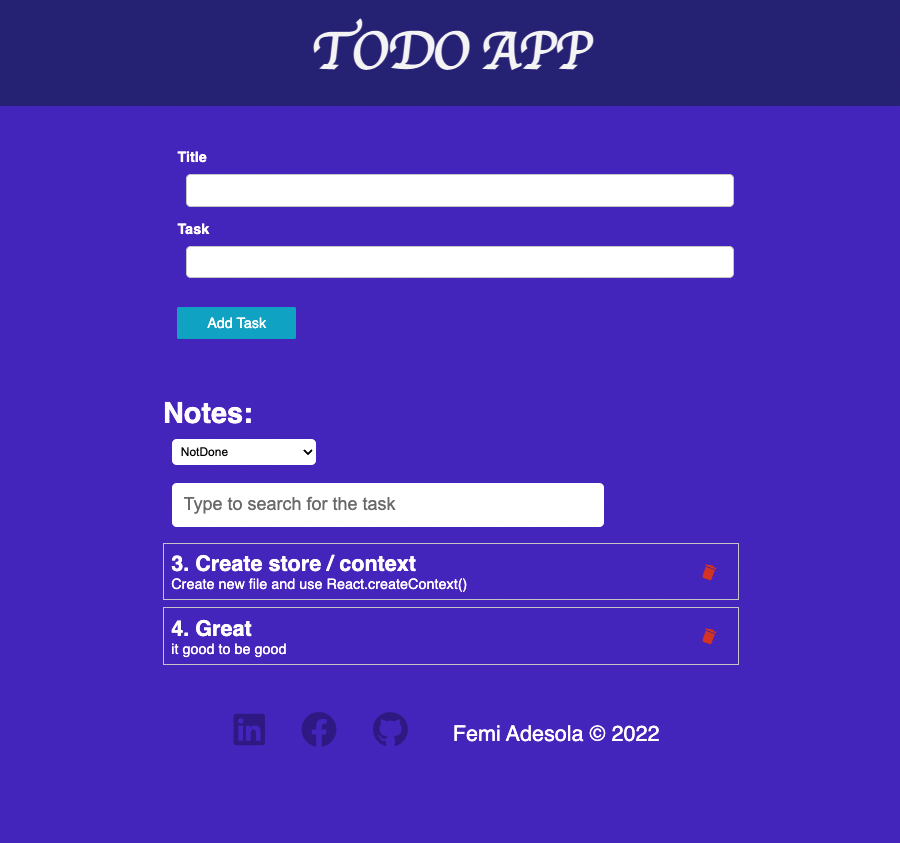 TODO APP
Title
Task
Add Task
Notes:
NotDone
Type to search for the task
3. Create store / context
Create new file and use React.createContext()
4. Great
it good to be good
Femi Adesola © 2022